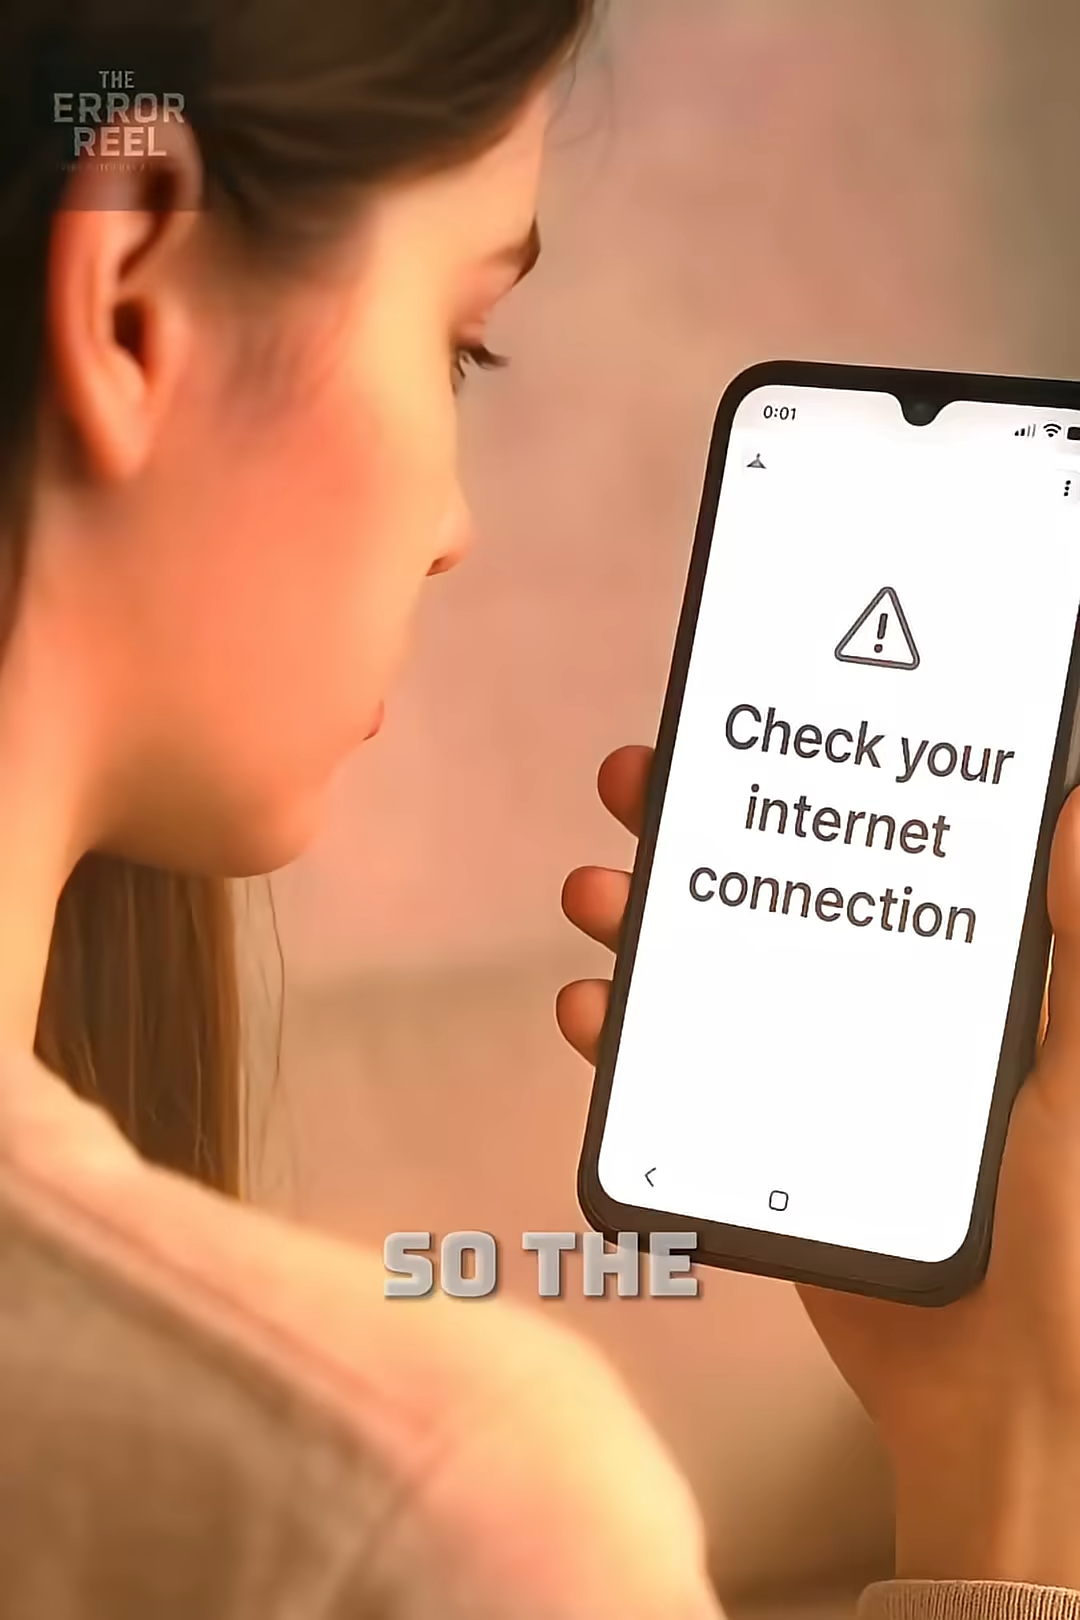 THE
ERROR
REEL
0:01
Check your
internet
connection
SO THE